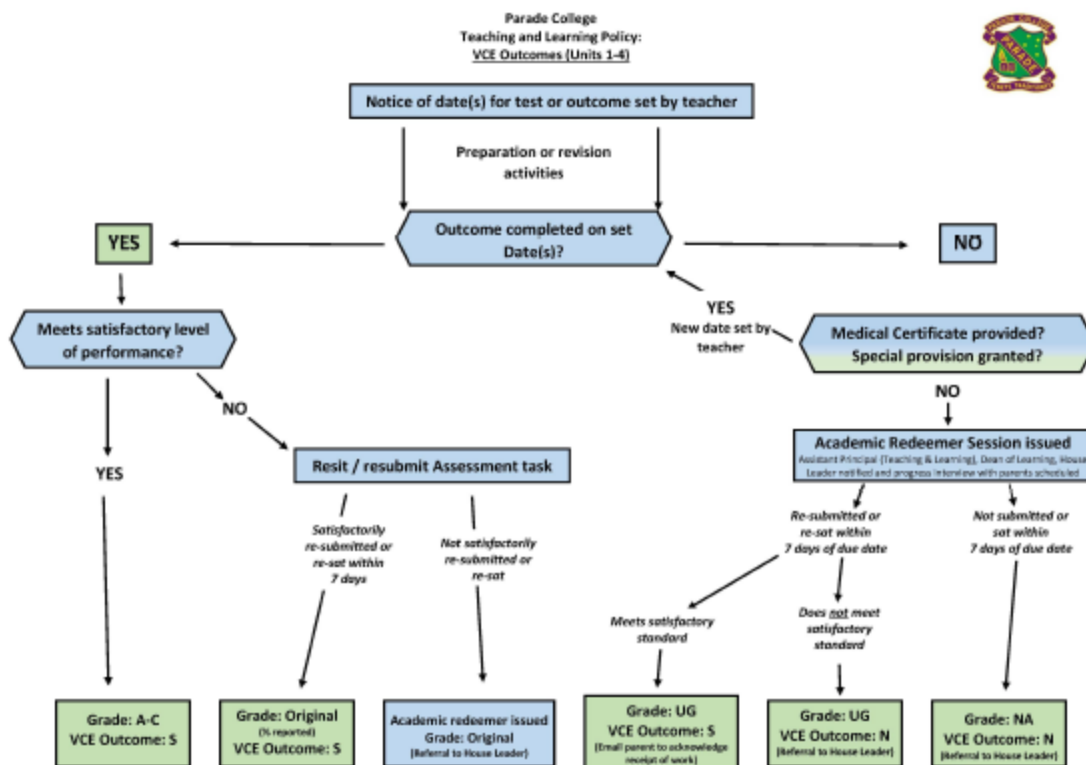 Parade College
Teaching and Learning Policy:
VCE Outcomes (Units 1-4)
PARADE COLLEGE
PARADE
Notice of date(s) for test or outcome set by teacher
Preparation or revision
activities
Outcome completed on set
Date(s)?
YES
NO
Meets satisfactory level
of performance?
YES
New date set by
teacher
Medical Certificate provided?
Special provision granted?
NO
NO
YES
Resit / resubmit Assessment task
Academic Redeemer Session issued
Assistant Principal (Teaching & Learning), Dean of Learning, House
Leader notified and progress interview with parents scheduled
Satisfactorily
re-submitted or
re-sat within
7 days
Not satisfactorily
re-submitted or
re-sat
Re-submitted or
re-sat within
7 days of due date
Not submitted or
sat within
7 days of due date
Meets satisfactory
standard
Does not meet
satisfactory
standard
Grade: A-C
VCE Outcome: S
Grade: Original
(% reported)
VCE Outcome: S
Academic redeemer issued
Grade: Original
(Referral to House Leader)
Grade: UG
VCE Outcome: S
(Email parent to acknowledge
receipt of work)
Grade: UG
VCE Outcome: N
(Referral to House Leader)
Grade: NA
VCE Outcome: N
(Referral to House Leader)